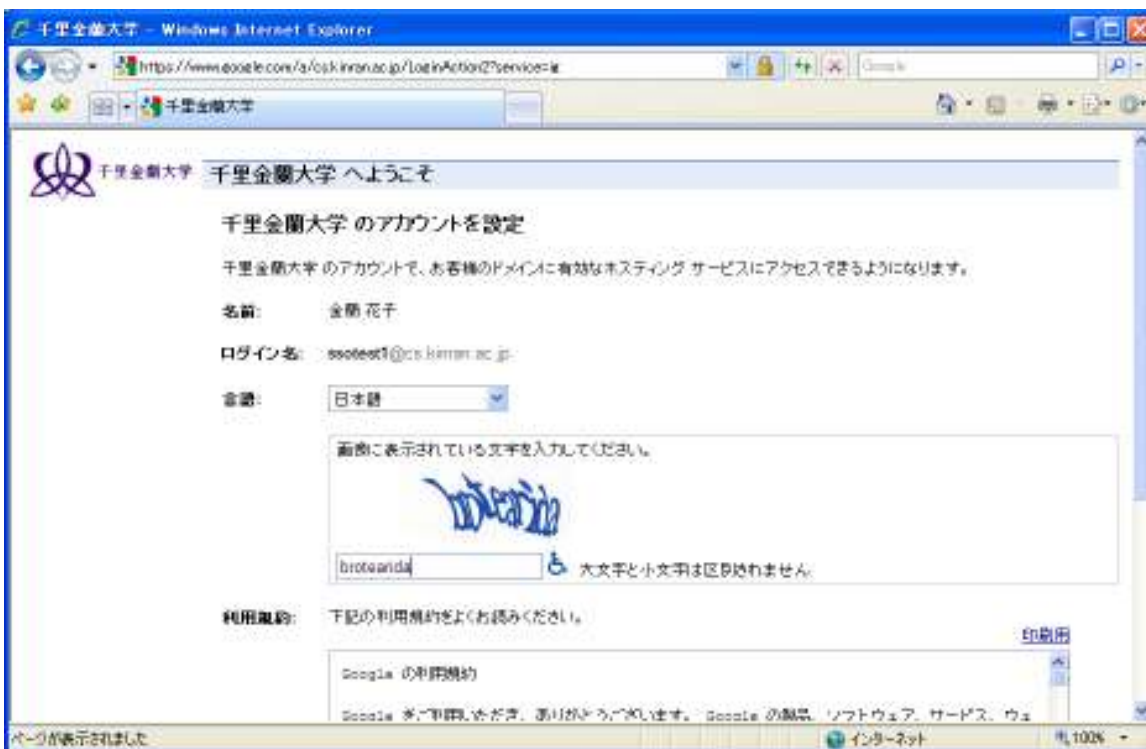 千里金蘭大学 - Windows Internet Explorer
https://www.google.com/a/cs.kinran.ac.jp/LoginAction2?service=ig
Google
千里金蘭大学
千里金蘭大学 千里金蘭大学 へようこそ
千里金蘭大学 のアカウントを設定
千里金蘭大学 のアカウントで、お客様のドメインに有効なホスティング サービスにアクセスできるようになります。
名前: 金蘭 花子
ログイン名: ssotest1@cs.kinran.ac.jp
言語: 日本語
画像に表示されている文字を入力してください。
brotearida
大文字と小文字は区別されません
利用規約: 下記の利用規約をよくお読みください。
印刷用
Google の利用規約
Google をご利用いただき、ありがとうございます。 Google の製品、ソフトウェア、サービス、ウェ
ページが表示されました インターネット 100%